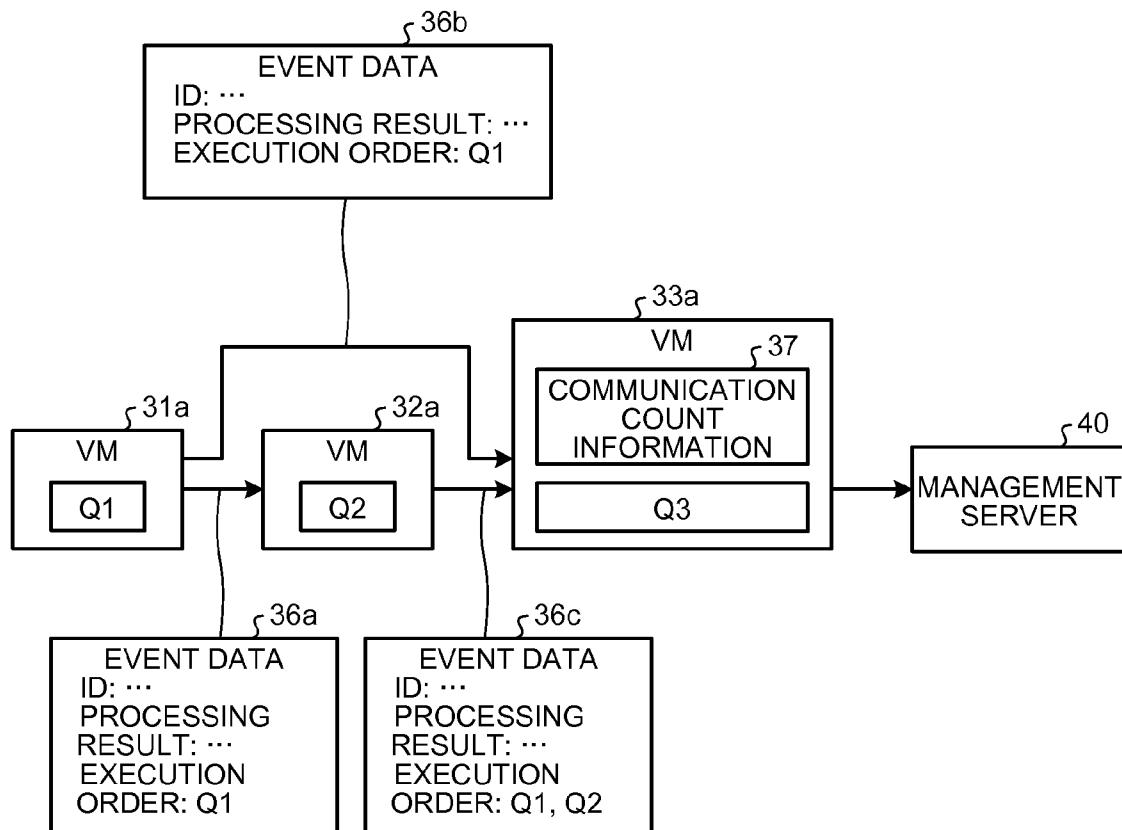 36b
EVENT DATA
ID: ···
PROCESSING RESULT: ···
EXECUTION ORDER: Q1
33a
VM
37
COMMUNICATION
COUNT
INFORMATION
Q3
31a
VM
Q1
32a
VM
Q2
40
MANAGEMENT
SERVER
36a
EVENT DATA
ID: ···
PROCESSING
RESULT: ···
EXECUTION
ORDER: Q1
36c
EVENT DATA
ID: ···
PROCESSING
RESULT: ···
EXECUTION
ORDER: Q1, Q2